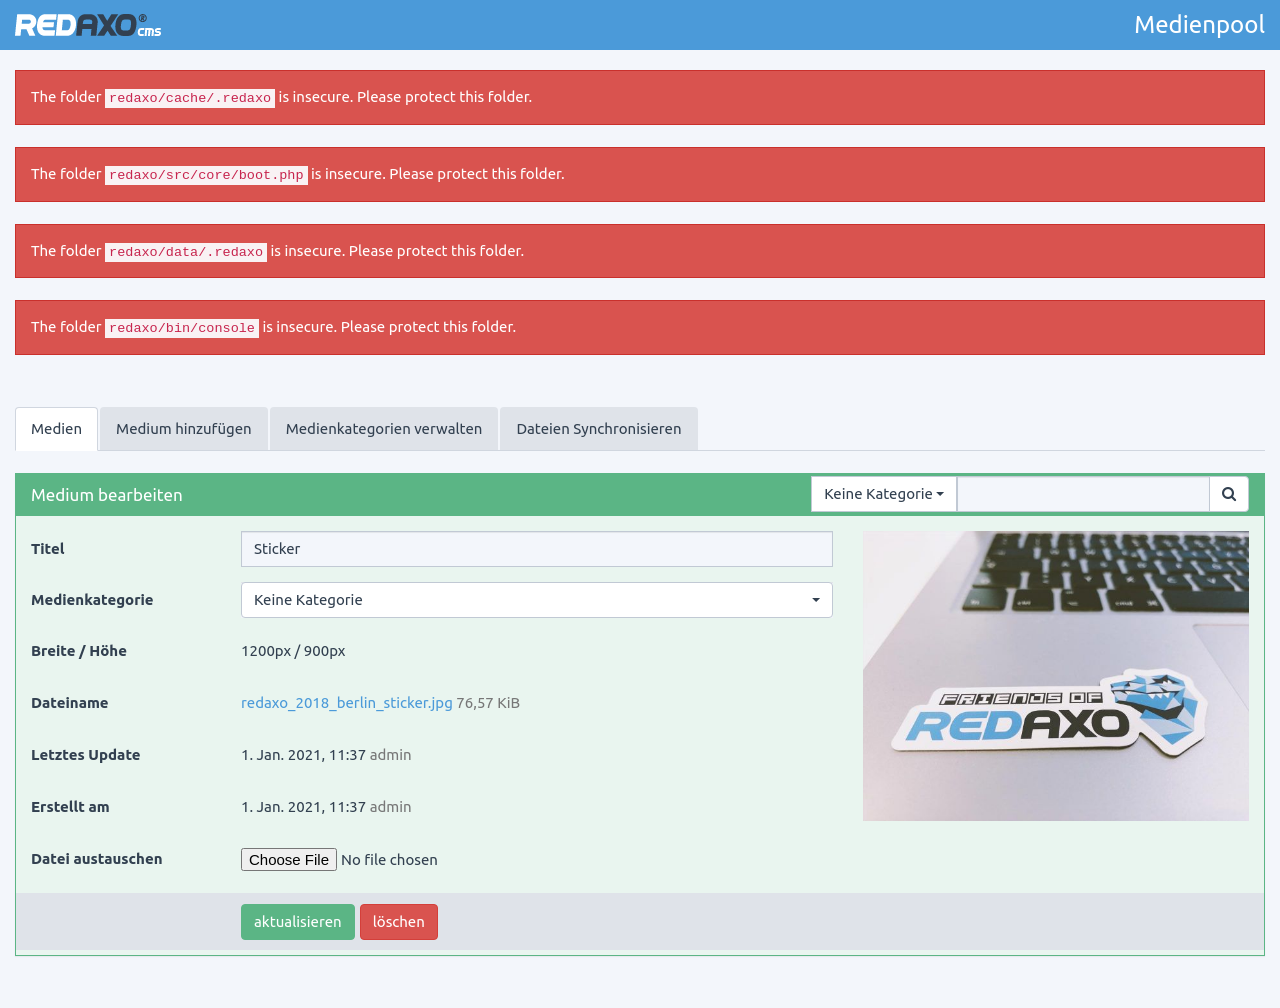 REDAXO® cms
Medienpool
The folder redaxo/cache/.redaxo is insecure. Please protect this folder.
The folder redaxo/src/core/boot.php is insecure. Please protect this folder.
The folder redaxo/data/.redaxo is insecure. Please protect this folder.
The folder redaxo/bin/console is insecure. Please protect this folder.
Medien Medium hinzufügen Medienkategorien verwalten Dateien Synchronisieren
Medium bearbeiten Keine Kategorie
Titel Sticker
Medienkategorie Keine Kategorie
Breite / Höhe 1200px / 900px
Dateiname redaxo_2018_berlin_sticker.jpg 76,57 KiB
Letztes Update 1. Jan. 2021, 11:37 admin
Erstellt am 1. Jan. 2021, 11:37 admin
Datei austauschen Choose File No file chosen
aktualisieren löschen
FRIENDS OF
REDAXO